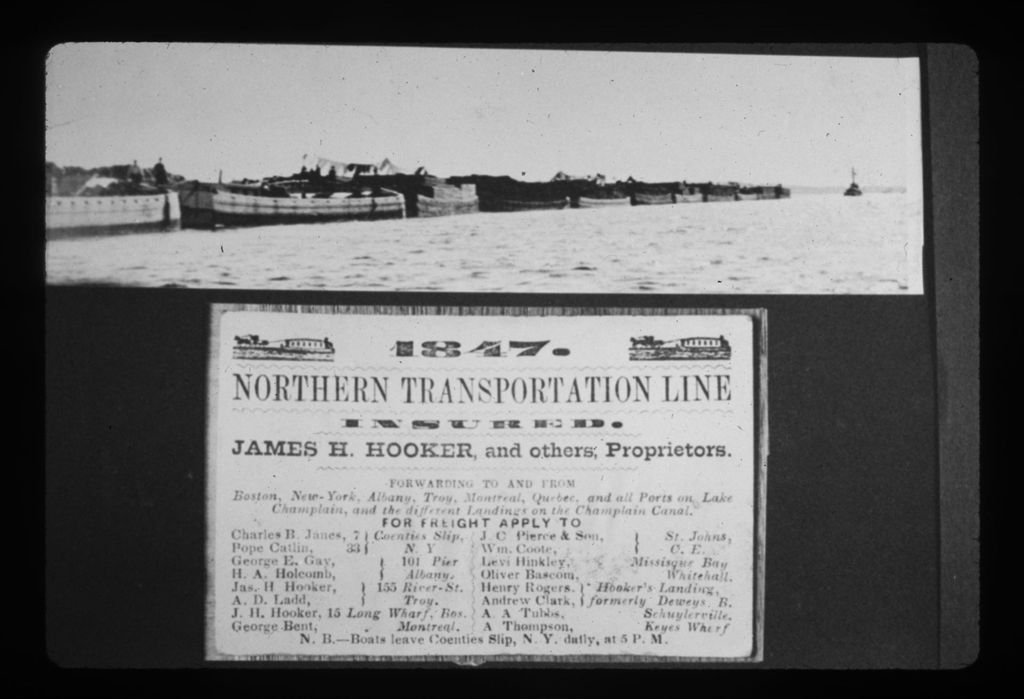 1847.
NORTHERN TRANSPORTATION LINE
INSURED.
JAMES H. HOOKER, and others, Proprietors.
FORWARDING TO AND FROM
Boston, New-York, Albany, Troy, Montreal, Quebec, and all Ports on Lake
Champlain, and the different Landings on the Champlain Canal.
FOR FREIGHT APPLY TO
Charles B. Janes, 7 } Coenties Slip,
Pope Catlin, 33 } N. Y
George E. Gay, } 101 Pier
H. A. Holcomb, } Albany.
Jas. H Hooker, } 155 River-St.
A. D. Ladd, } Troy.
J. H. Hooker, 15 Long Wharf, Bos.
George Bent, Montreal.
J. C Pierce & Son, } St. Johns,
Wm. Coote, } C. E.
Levi Hinkley, Missisque Bay
Oliver Bascom, Whitehall.
Henry Rogers. } Hooker's Landing,
Andrew Clark, } formerly Deweys B.
A. A Tubbs, Schuylerville.
A Thompson, Keyes Wharf
N. B.—Boats leave Coenties Slip, N. Y. daily, at 5 P. M.